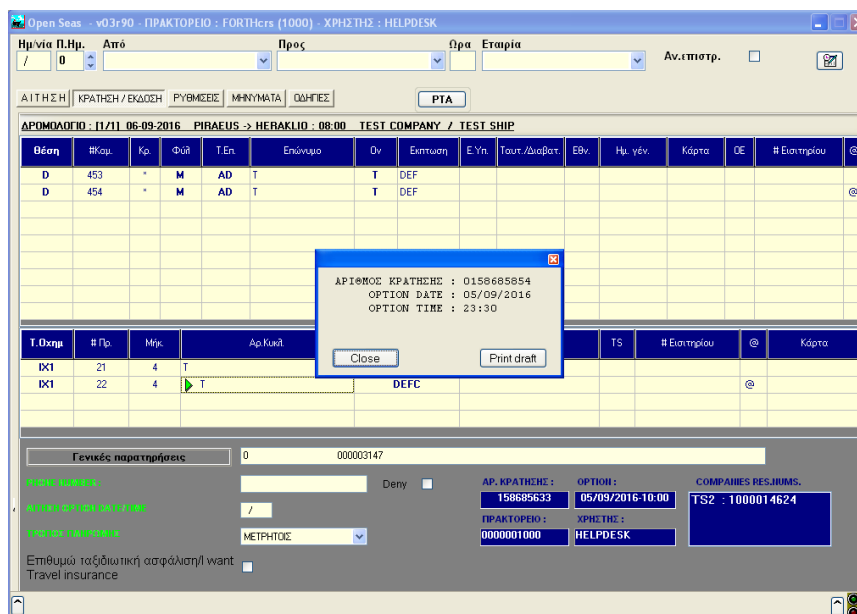 Open Seas - v03r90 - ΠΡΑΚΤΟΡΕΙΟ : FORTHcrs (1000) - ΧΡΗΣΤΗΣ : HELPDESK
Ημ/νία Π.Ημ. Από Προς Ωρα Εταιρία
/ 0 Αν.επιστρ.
ΑΙΤΗΣΗ ΚΡΑΤΗΣΗ / ΕΚΔΟΣΗ ΡΥΘΜΙΣΕΙΣ ΜΗΝΥΜΑΤΑ ΟΔΗΓΙΕΣ PTA
ΔΡΟΜΟΛΟΓΙΟ : [1/1] 06-09-2016 PIRAEUS -> HERAKLIO : 08:00 TEST COMPANY / TEST SHIP
Θέση #Καμ. Κρ. Φύλ Τ.Επ. Επώνυμο Ον Εκπτωση Ε.Υπ. Ταυτ./Διαβατ. Εθν. Ημ. γέν. Κάρτα ΟΕ # Εισιτηρίου @
D 453 * M AD T T DEF
D 454 * M AD T T DEF @
ΑΡΙΘΜΟΣ ΚΡΑΤΗΣΗΣ : 0158685854
OPTION DATE : 05/09/2016
OPTION TIME : 23:30
Close Print draft
Τ.Οχημ # Πρ. Μήκ. Αρ.Κυκλ. TS # Εισιτηρίου @ Κάρτα
ΙΧ1 21 4 T
ΙΧ1 22 4 T DEFC @
Γενικές παρατηρήσεις 0 000003147
PHONE NUMBER : Deny
ΑΙΤΗΣΗ OPTION DATE/TIME /
ΤΡΟΠΟΣ ΠΛΗΡΩΜΗΣ ΜΕΤΡΗΤΟΙΣ
Επιθυμώ ταξιδιωτική ασφάλιση/I want
Travel insurance
ΑΡ. ΚΡΑΤΗΣΗΣ : OPTION : COMPANIES RES.NUMS.
158685633 05/09/2016-10:00 TS2 : 1000014624
ΠΡΑΚΤΟΡΕΙΟ : ΧΡΗΣΤΗΣ :
0000001000 HELPDESK